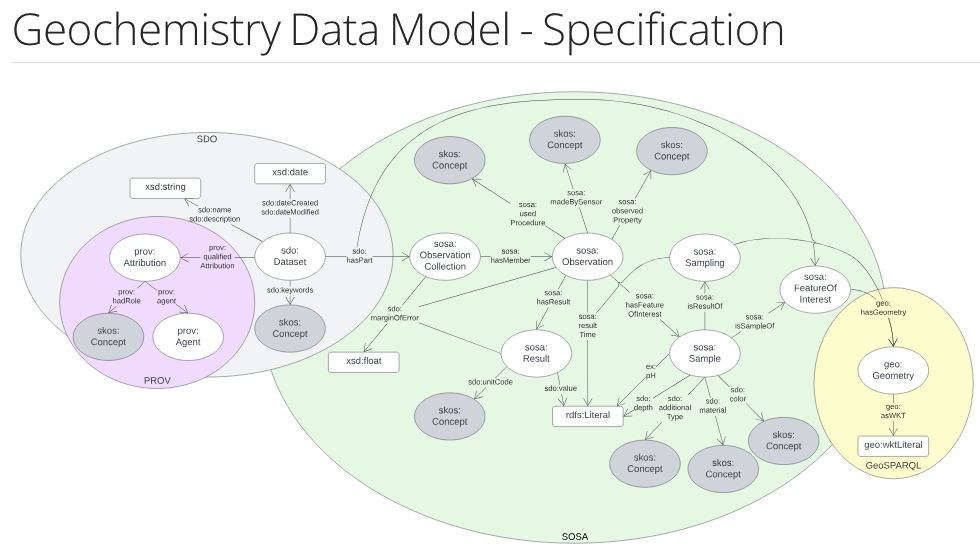 Geochemistry Data Model - Specification
SDO
xsd:string
xsd:date
sdo:name
sdo:description
sdo:dateCreated
sdo:dateModified
prov:
Attribution
prov:
qualified
Attribution
sdo:
Dataset
sdo:
hasPart
prov:
hadRole
prov:
agent
sdo:keywords
skos:
Concept
prov:
Agent
skos:
Concept
PROV
skos:
Concept
skos:
Concept
skos:
Concept
sosa:
used
Procedure
sosa:
madeBySensor
sosa:
observed
Property
sosa:
Observation
Collection
sosa:
hasMember
sosa:
Observation
sosa:
Sampling
sosa:
FeatureOf
Interest
sdo:
marginOfError
sosa:
hasResult
sosa:
result
Time
sosa:
hasFeature
OfInterest
sosa:
isResultOf
sosa:
isSampleOf
xsd:float
sosa:
Result
sosa:
Sample
sdo:unitCode
sdo:value
ex:
pH
sdo:
depth
sdo:
additional
Type
sdo:
material
sdo:
color
skos:
Concept
rdfs:Literal
skos:
Concept
skos:
Concept
skos:
Concept
SOSA
geo:
hasGeometry
geo:
Geometry
geo:
asWKT
geo:wktLiteral
GeoSPARQL